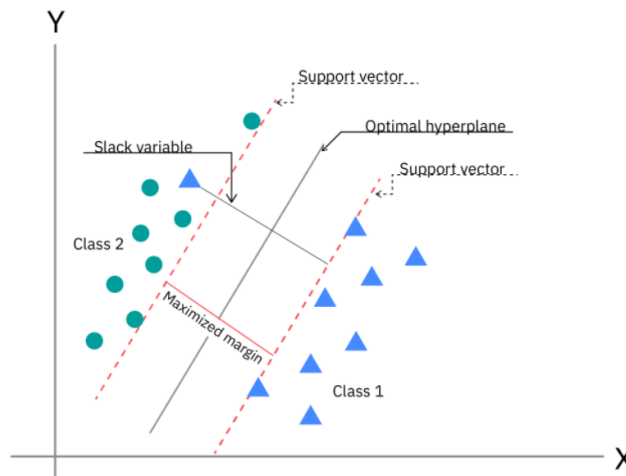 Y
Support vector
Optimal hyperplane
Slack variable
Support vector
Class 2
Maximized margin
Class 1
X